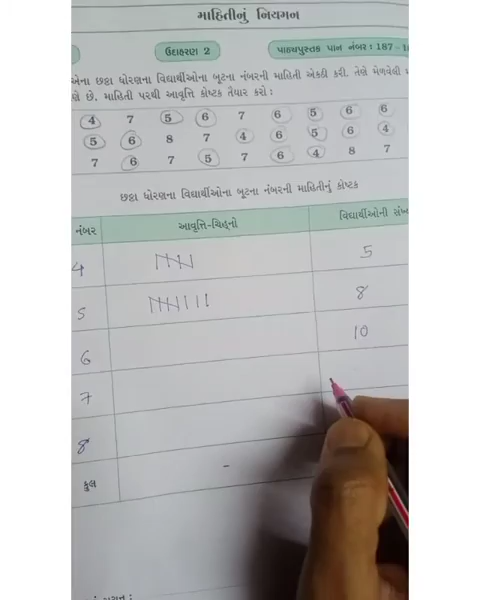 માહિતીનું નિયમન
ઉદાહરણ 2
પાઠ્યપુસ્તક પાન નંબર : 187 -
છઠ્ઠા ધોરણના વિદ્યાર્થીઓના બૂટના નંબરની માહિતી એકઠી કરી. તેણે મેળવેલી
છે. માહિતી પરથી આવૃત્તિ કોષ્ટક તૈયાર કરો :
4 7 5 6 7 6 5 6 6
5 6 8 7 4 6 5 6 4
7 6 7 5 7 6 4 8 7
છઠ્ઠા ધોરણના વિદ્યાર્થીઓના બૂટના નંબરની માહિતીનું કોષ્ટક
નંબર આવૃત્તિ-ચિહ્નો વિદ્યાર્થીઓની
4 5
5 8
6 10
7
8
કુલ -